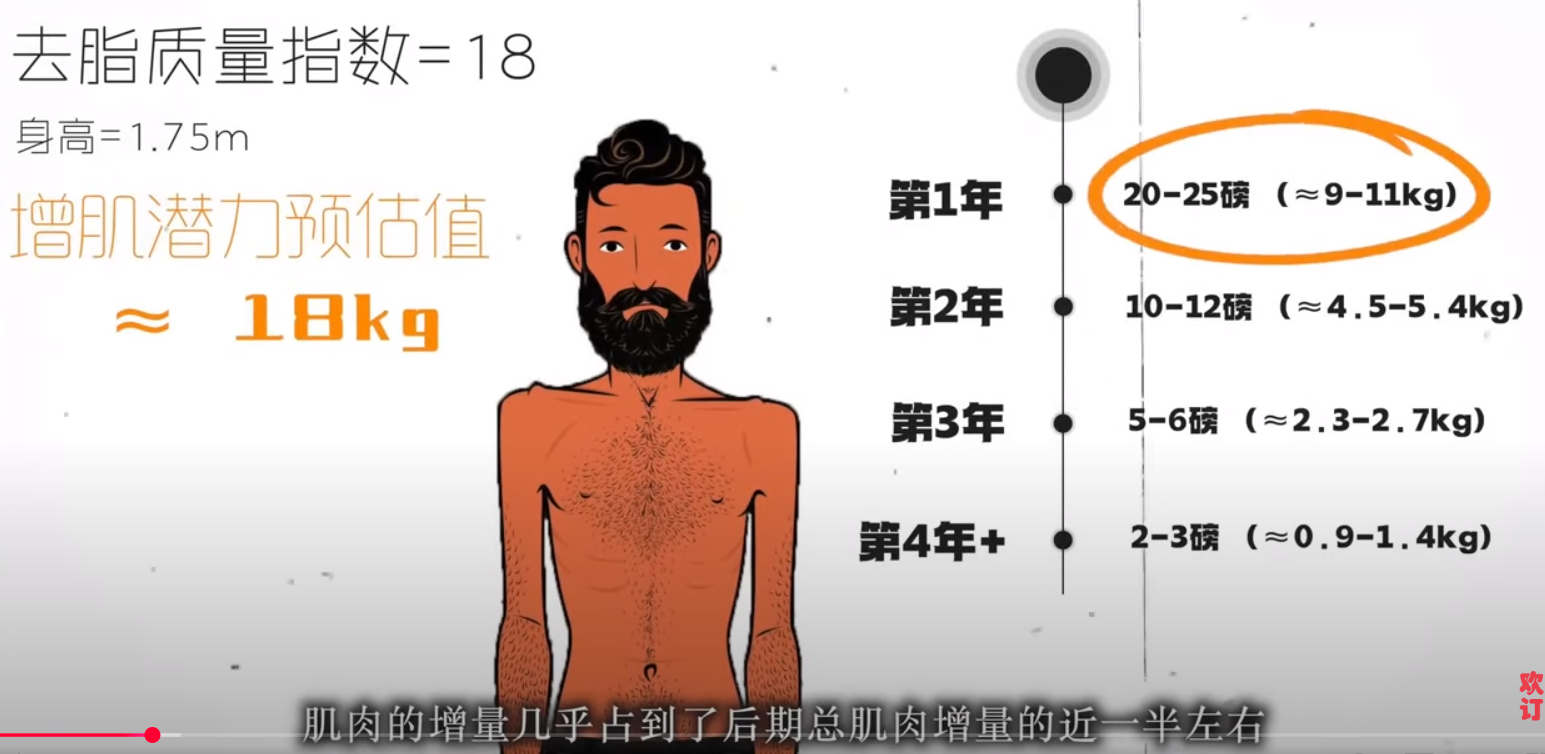 去脂质量指数=18
身高=1.75m
增肌潜力预估值
≈ 18kg
第1年 20-25磅 (≈9-11kg)
第2年 10-12磅 (≈4.5-5.4kg)
第3年 5-6磅 (≈2.3-2.7kg)
第4年+ 2-3磅 (≈0.9-1.4kg)
肌肉的增量几乎占到了后期总肌肉增量的近一半左右
欢
订